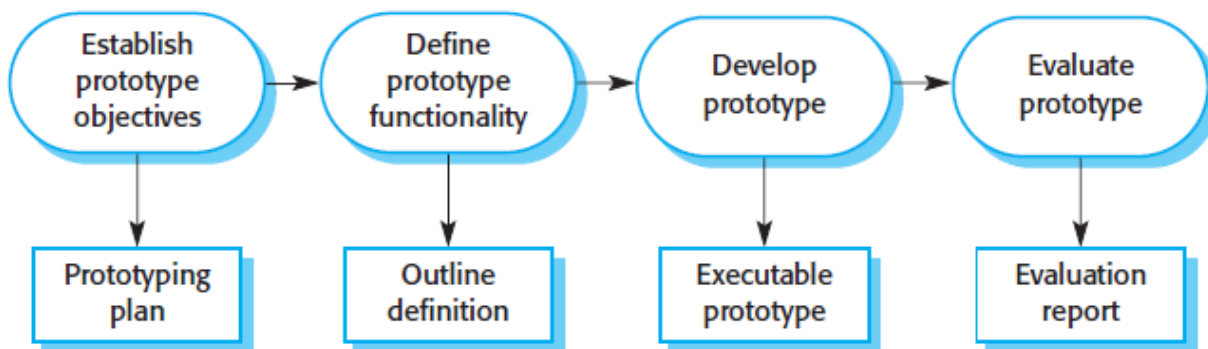 Establish
prototype
objectives
Define
prototype
functionality
Develop
prototype
Evaluate
prototype
Prototyping
plan
Outline
definition
Executable
prototype
Evaluation
report